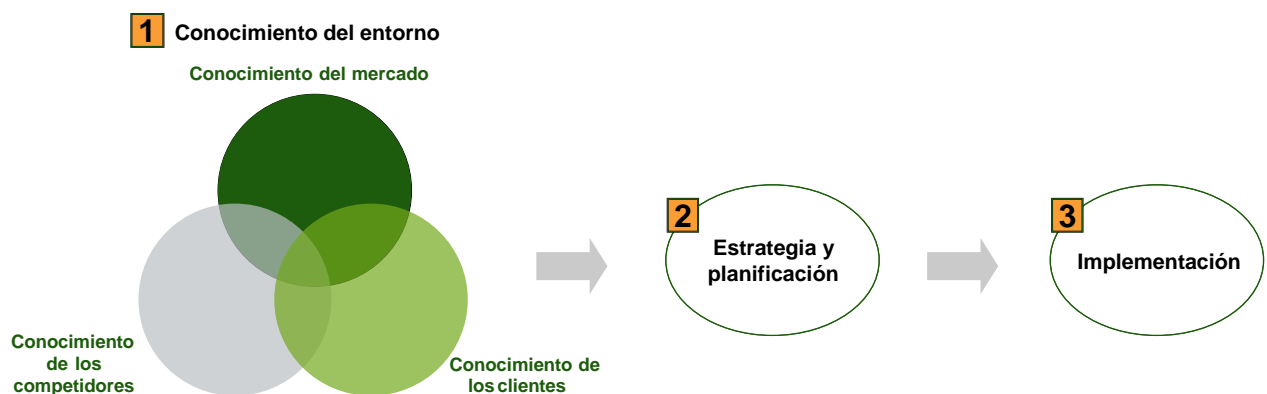 1 Conocimiento del entorno
Conocimiento del mercado
Conocimiento
de los
competidores
Conocimiento de
los clientes
2
Estrategia y
planificación
3
Implementación